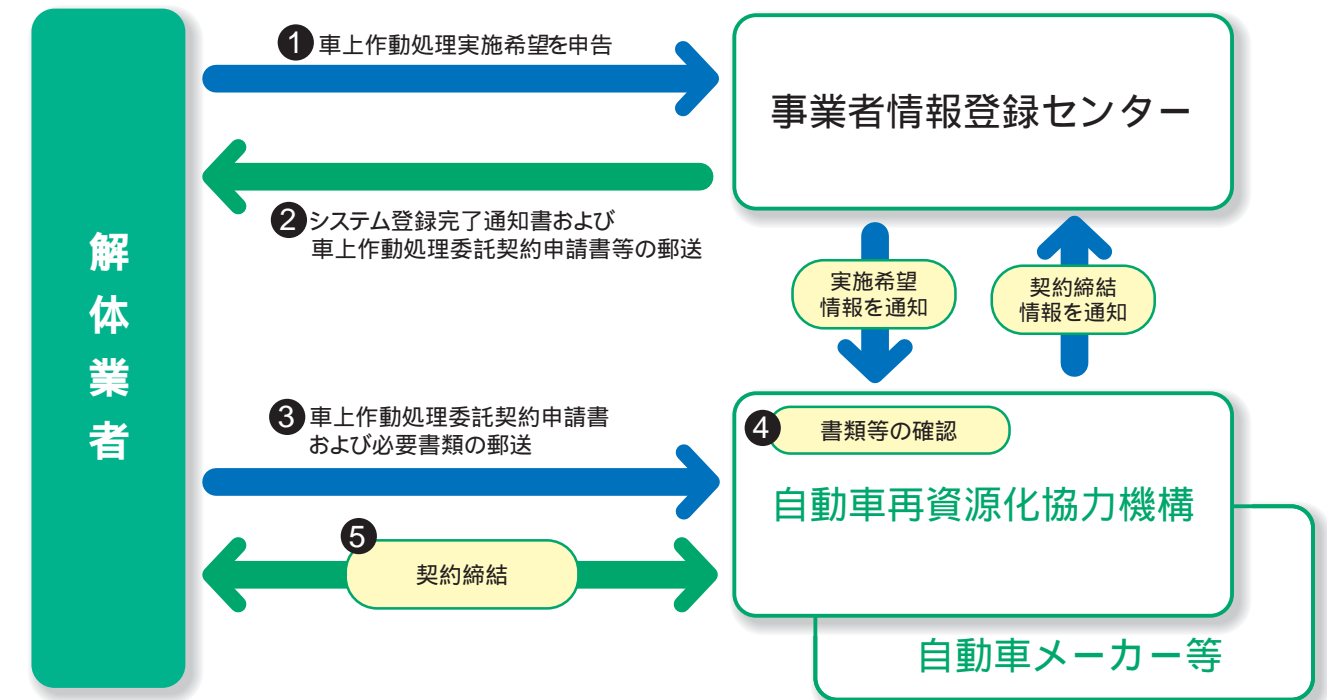 解体業者
❶車上作動処理実施希望を申告
事業者情報登録センター
❷システム登録完了通知書および
車上作動処理委託契約申請書等の郵送
実施希望
情報を通知
契約締結
情報を通知
❸車上作動処理委託契約申請書
および必要書類の郵送
❹書類等の確認
自動車再資源化協力機構
❺
契約締結
自動車メーカー等